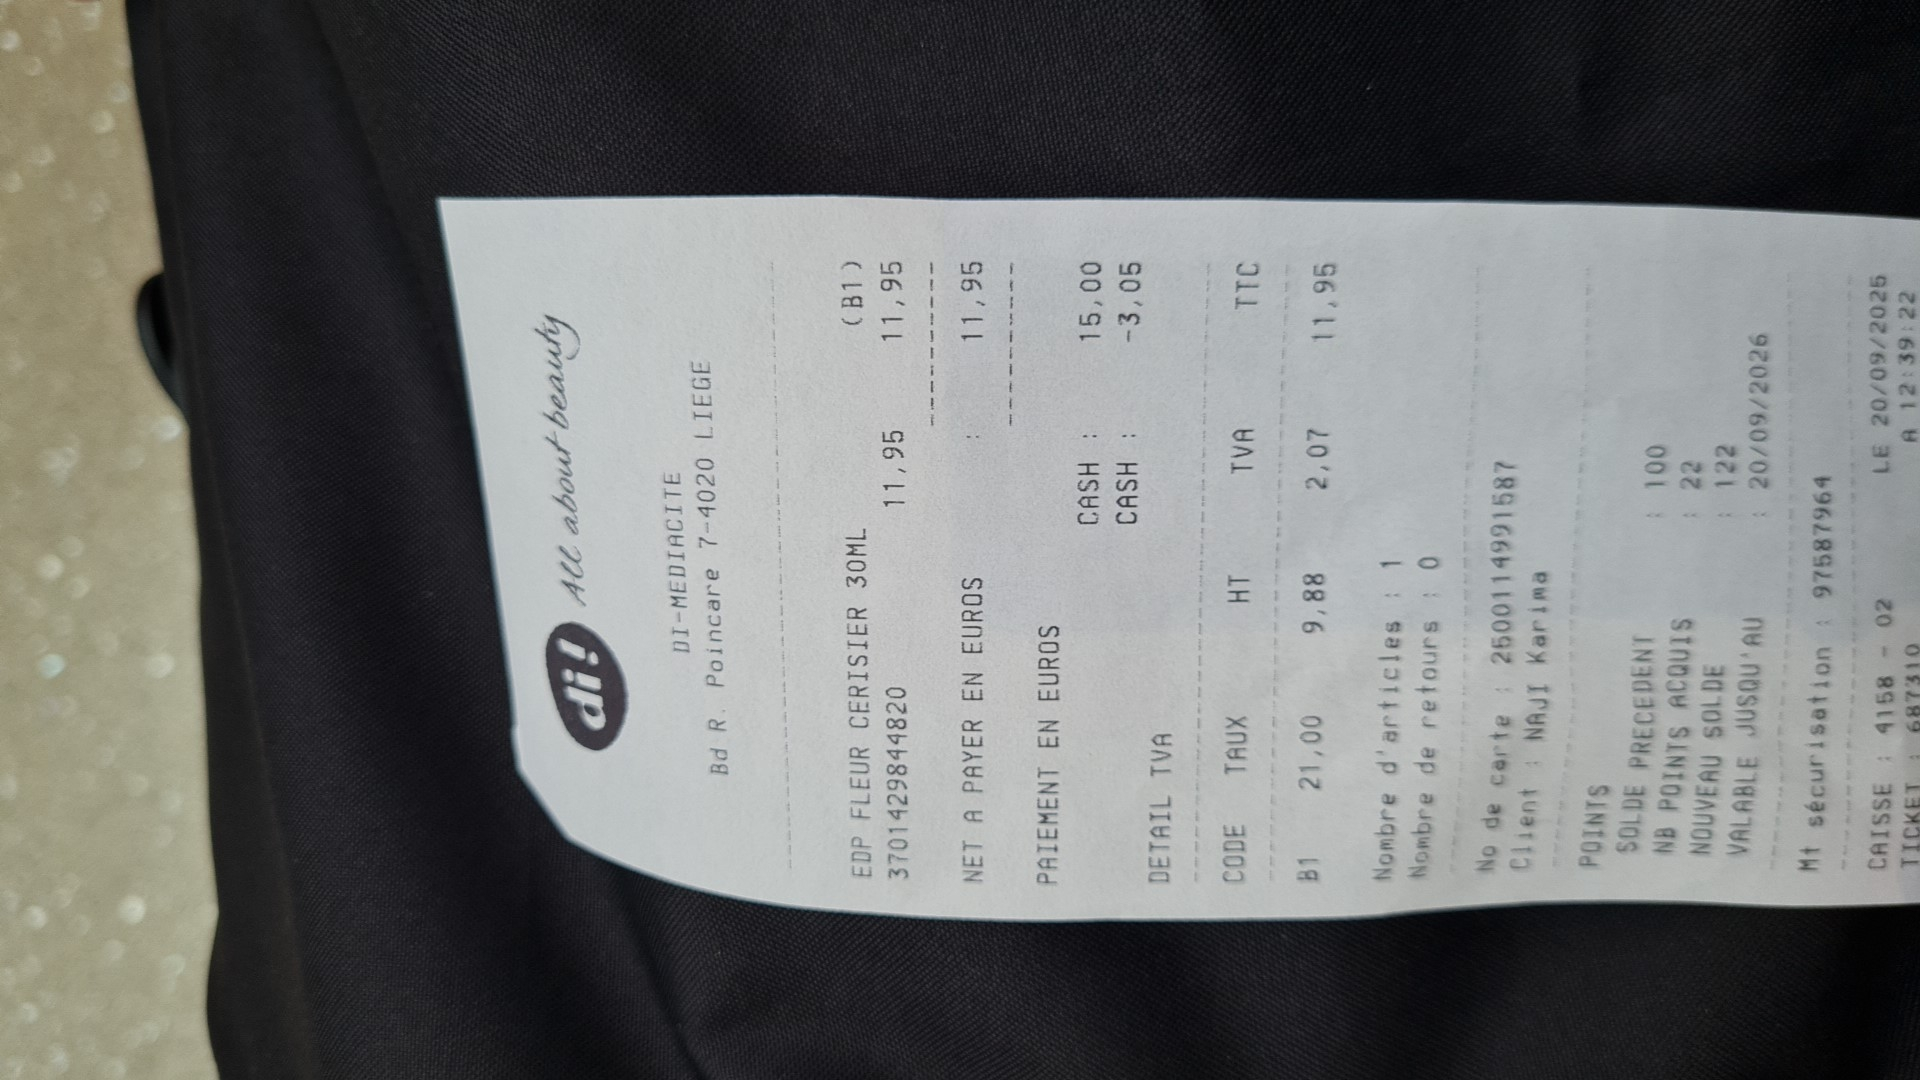 di! All about beauty
DI-MEDIACITE
Bd R. Poincare 7-4020 LIEGE
EDP FLEUR CERISIER 30ML (B1)
3701429844820 11,95 11,95
NET A PAYER EN EUROS : 11,95
PAIEMENT EN EUROS
CASH : 15,00
CASH : -3,05
DETAIL TVA
CODE TAUX HT TVA TTC
B1 21,00 9,88 2,07 11,95
Nombre d'articles : 1
Nombre de retours : 0
No de carte : 2500114991587
Client : NAJI Karima
POINTS
SOLDE PRECEDENT : 100
NB POINTS ACQUIS : 22
NOUVEAU SOLDE : 122
VALABLE JUSQU'AU : 20/09/2026
Mt sécurisation : 97587964
CAISSE : 4158 - 02 LE 20/09/2025
TICKET : 687310 A 12:39:22